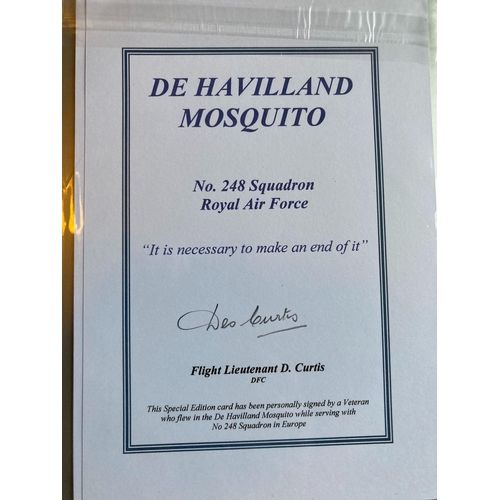 DE HAVILLAND
MOSQUITO
No. 248 Squadron
Royal Air Force
“It is necessary to make an end of it”
Des Curtis
Flight Lieutenant D. Curtis
DFC
This Special Edition card has been personally signed by a Veteran
who flew in the De Havilland Mosquito while serving with
No 248 Squadron in Europe